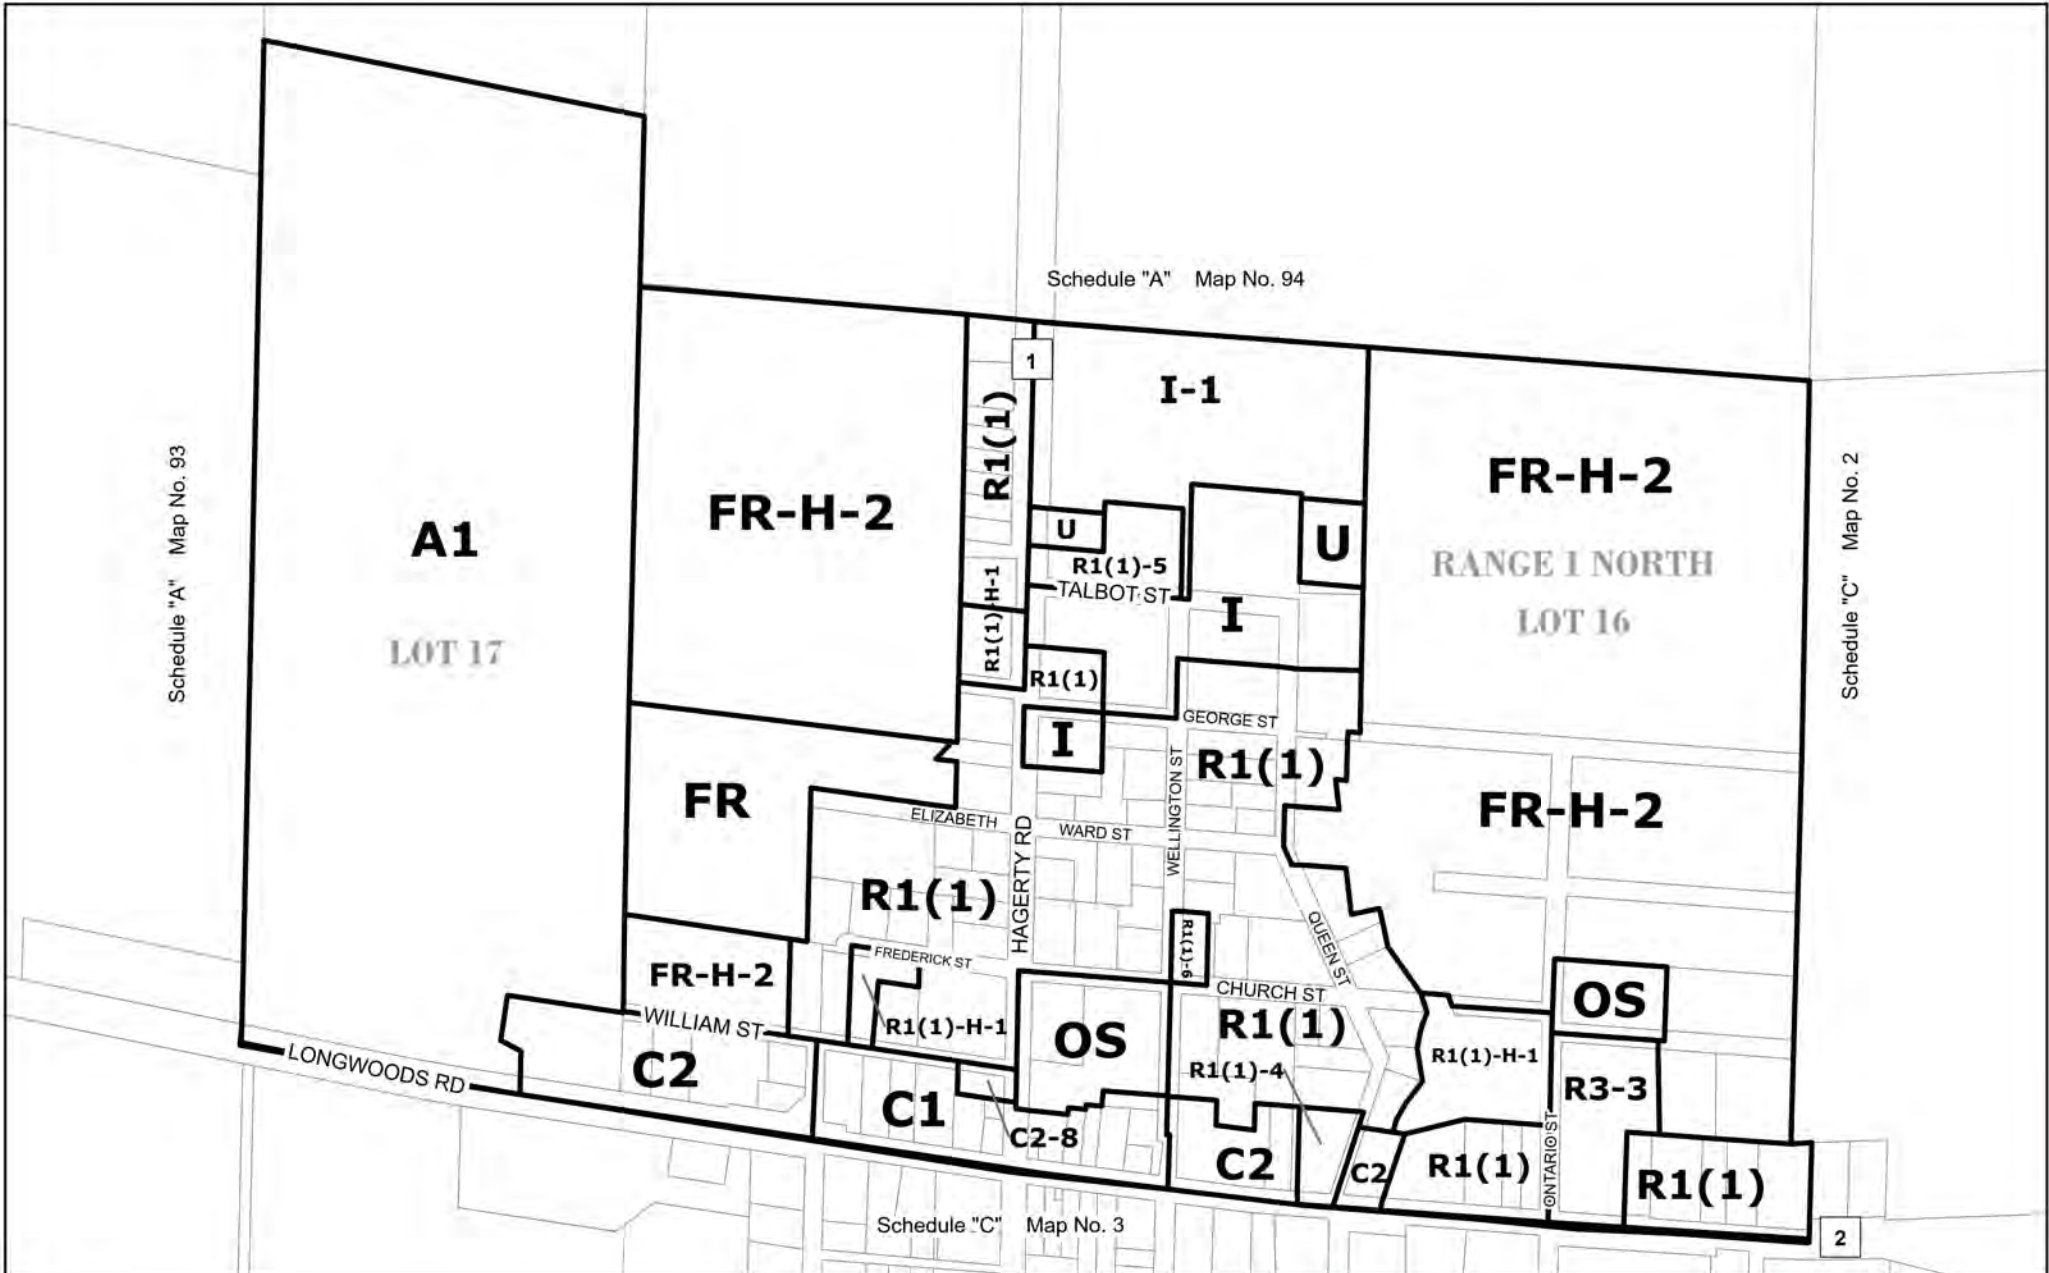 Schedule "A" Map No. 94
1
I-1
R1(1)
Schedule "A" Map No. 93
A1
LOT 17
FR-H-2
FR-H-2
RANGE 1 NORTH
LOT 16
Schedule "C" Map No. 2
U
U
R1(1)-5
TALBOT ST
I
R1(1)-H-1
R1(1)
GEORGE ST
I
R1(1)
WELLINGTON ST
FR
FR-H-2
ELIZABETH
WARD ST
HAGERTY RD
R1(1)
R1(1)-6
QUEEN ST
FREDERICK ST
FR-H-2
CHURCH ST
OS
WILLIAM ST
R1(1)-H-1
OS
R1(1)
R1(1)-4
R1(1)-H-1
LONGWOODS RD
C2
R3-3
C1
C2-8
C2
C2
R1(1)
ONTARIO ST
R1(1)
Schedule "C" Map No. 3
2